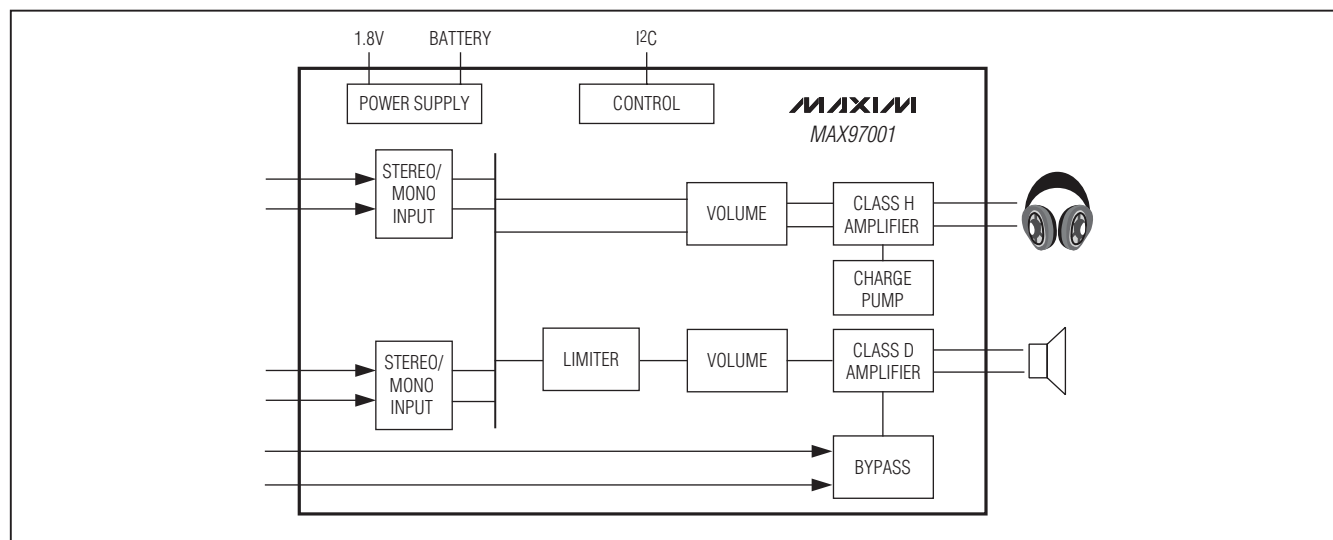 1.8V BATTERY I²C
POWER SUPPLY CONTROL MAXIM
MAX97001
STEREO/
MONO
INPUT
VOLUME
CLASS H
AMPLIFIER
CHARGE
PUMP
STEREO/
MONO
INPUT
LIMITER
VOLUME
CLASS D
AMPLIFIER
BYPASS